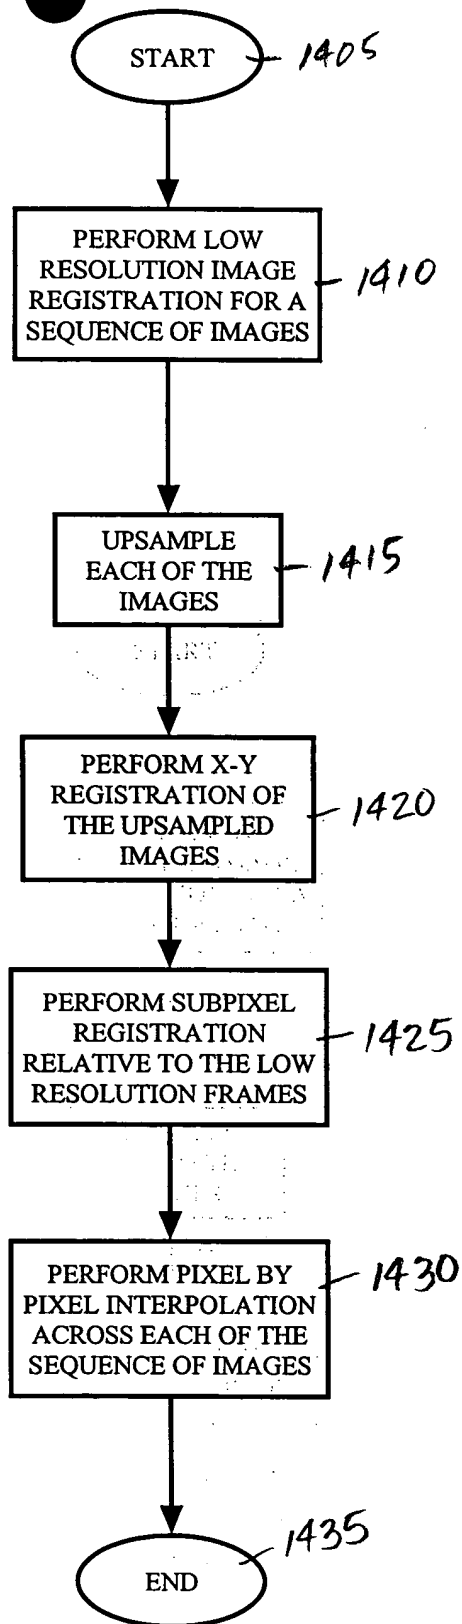 START 1405
PERFORM LOW
RESOLUTION IMAGE
REGISTRATION FOR A
SEQUENCE OF IMAGES
1410
UPSAMPLE
EACH OF THE
IMAGES
1415
PERFORM X-Y
REGISTRATION OF
THE UPSAMPLED
IMAGES
1420
PERFORM SUBPIXEL
REGISTRATION
RELATIVE TO THE LOW
RESOLUTION FRAMES
1425
PERFORM PIXEL BY
PIXEL INTERPOLATION
ACROSS EACH OF THE
SEQUENCE OF IMAGES
1430
END 1435